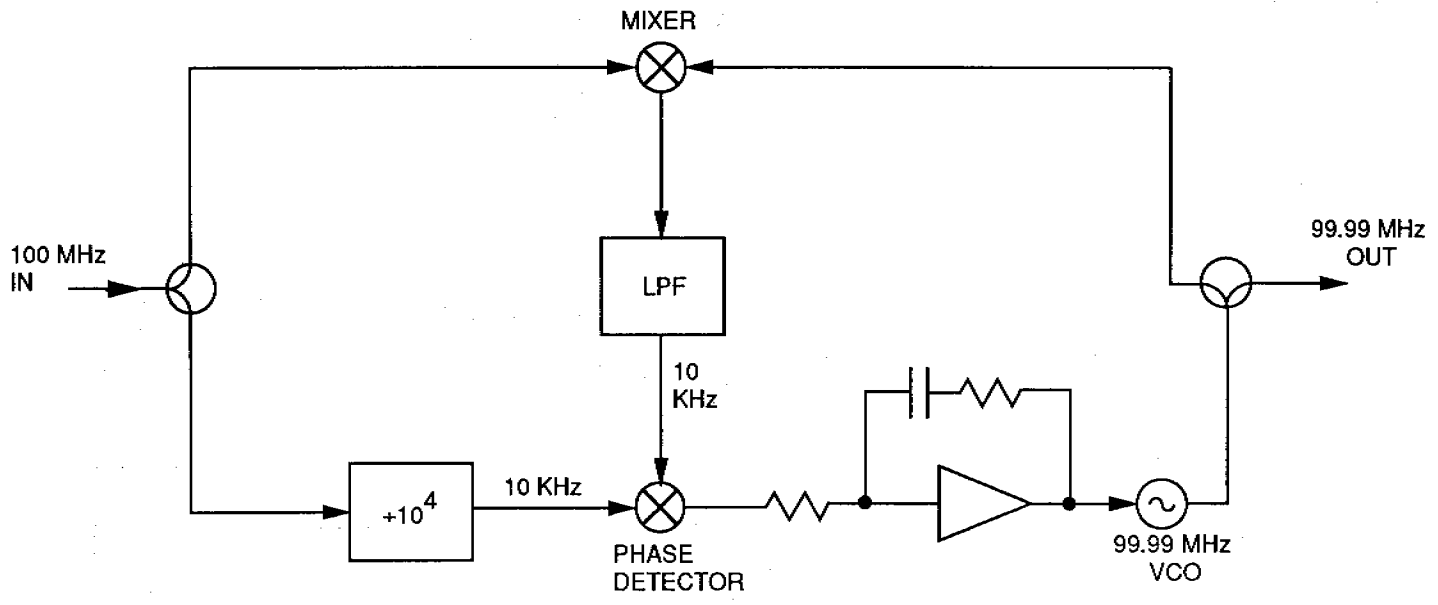 MIXER
100 MHz
IN
99.99 MHz
OUT
LPF
10
KHz
+10^4
10 KHz
PHASE
DETECTOR
99.99 MHz
VCO